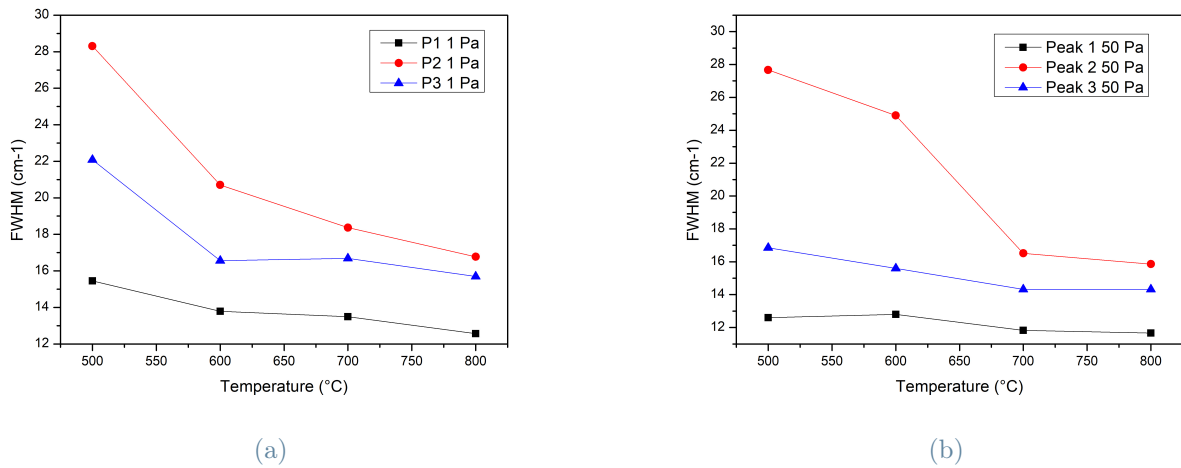 30
28
26
24
22
20
18
16
14
12
FWHM (cm-1)
500 550 600 650 700 750 800
Temperature (°C)
P1 1 Pa
P2 1 Pa
P3 1 Pa
(a)
30
28
26
24
22
20
18
16
14
12
FWHM (cm-1)
500 550 600 650 700 750 800
Temperature (°C)
Peak 1 50 Pa
Peak 2 50 Pa
Peak 3 50 Pa
(b)